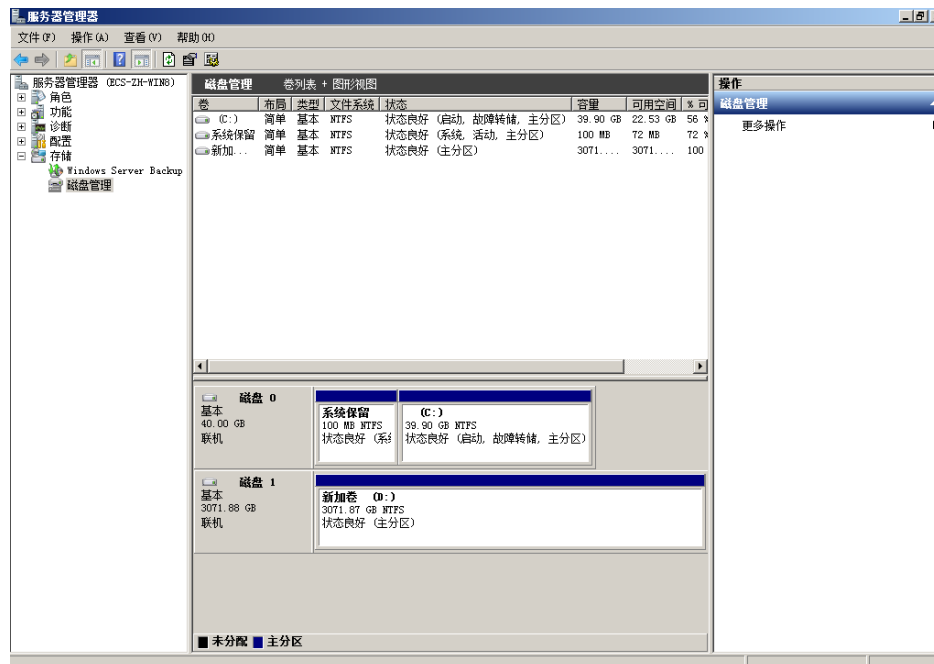 服务器管理器
文件(F) 操作(A) 查看(V) 帮助(H)
服务器管理器 (ECS-ZH-WIN8)
角色
功能
诊断
配置
存储
Windows Server Backup
磁盘管理
磁盘管理 卷列表 + 图形视图
卷 布局 类型 文件系统 状态 容量 可用空间 % 可
(C:) 简单 基本 NTFS 状态良好 (启动, 故障转储, 主分区) 39.90 GB 22.53 GB 56 %
系统保留 简单 基本 NTFS 状态良好 (系统, 活动, 主分区) 100 MB 72 MB 72 %
新加... 简单 基本 NTFS 状态良好 (主分区) 3071.... 3071.... 100
操作
磁盘管理
更多操作
磁盘 0
基本
40.00 GB
联机
系统保留
100 MB NTFS
状态良好 (系统
(C:)
39.90 GB NTFS
状态良好 (启动, 故障转储, 主分区)
磁盘 1
基本
3071.88 GB
联机
新加卷 (D:)
3071.87 GB NTFS
状态良好 (主分区)
未分配 主分区